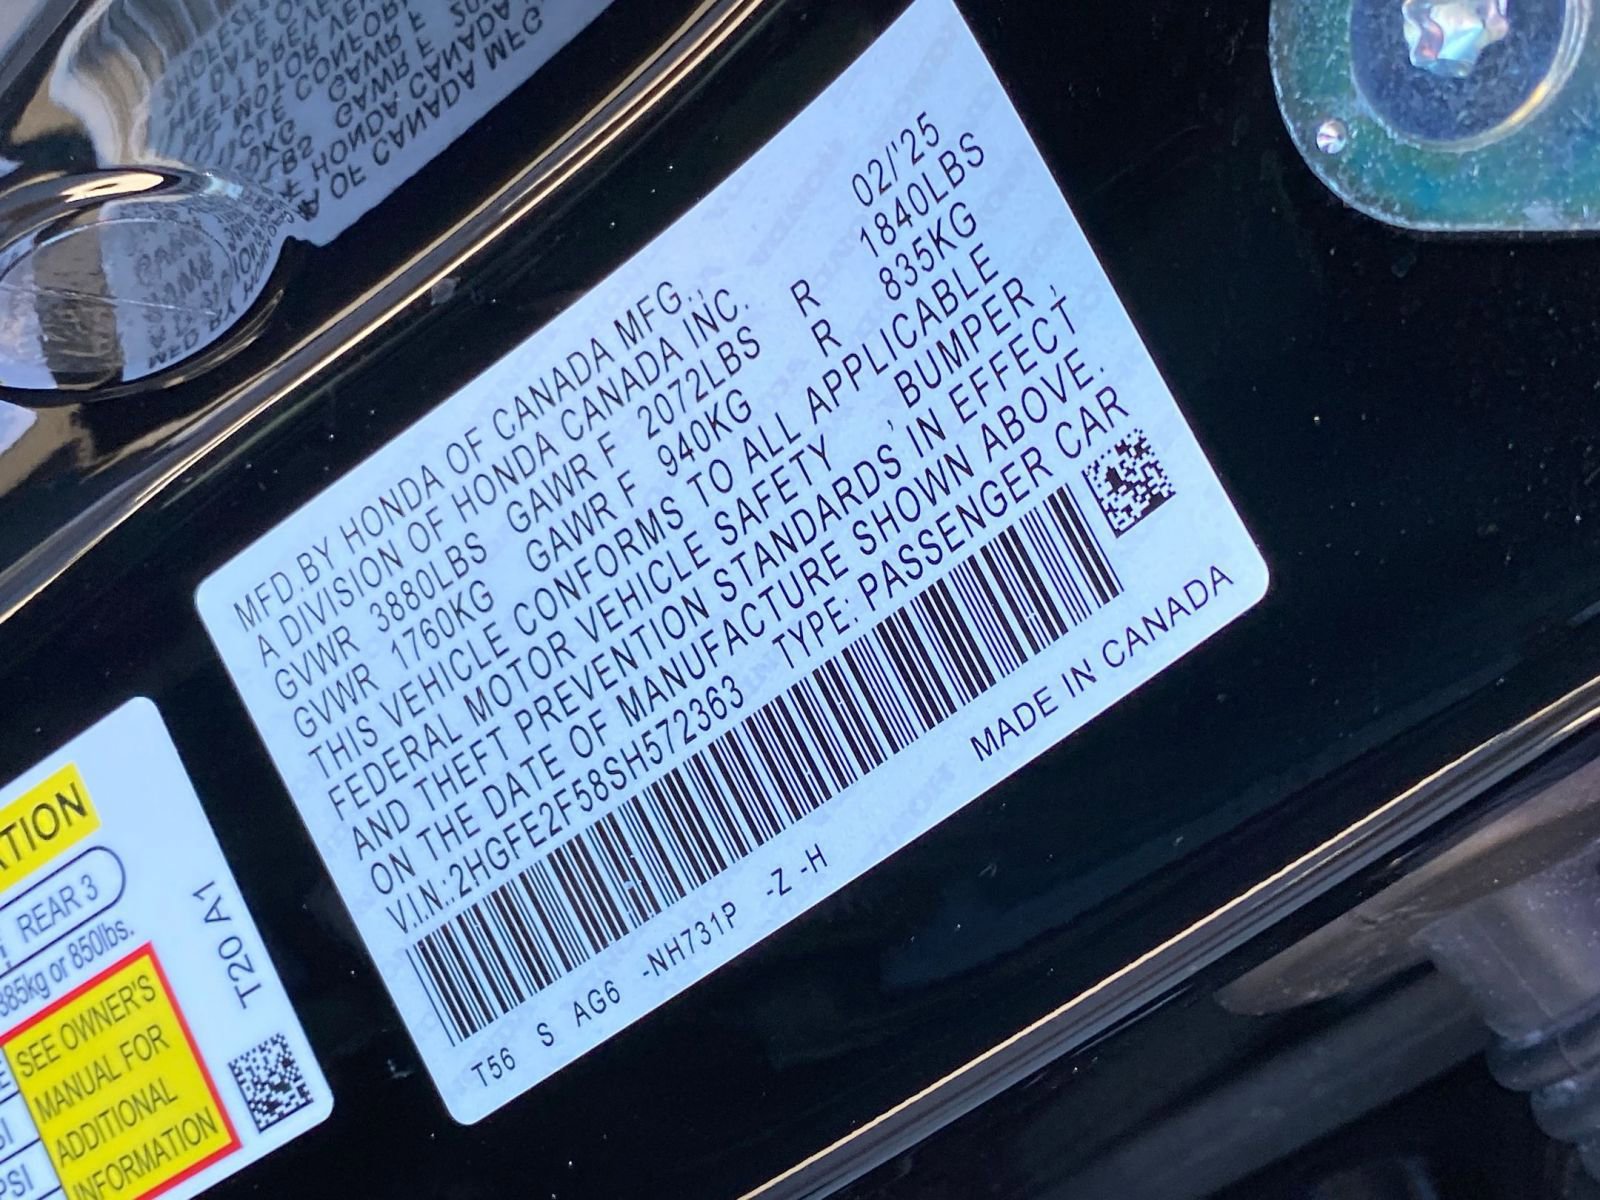 MFD.BY HONDA OF CANADA MFG.,
A DIVISION OF HONDA CANADA INC. 02/'25
GVWR 3880LBS GAWR F 2072LBS R 1840LBS
GVWR 1760KG GAWR F 940KG R 835KG
THIS VEHICLE CONFORMS TO ALL APPLICABLE
FEDERAL MOTOR VEHICLE SAFETY , BUMPER ,
AND THEFT PREVENTION STANDARDS IN EFFECT
ON THE DATE OF MANUFACTURE SHOWN ABOVE.
V.I.N.:2HGFE2F58SH572363 TYPE: PASSENGER CAR
T56 S AG6 -NH731P -Z -H
MADE IN CANADA
REAR 3
385kg or 850lbs.
SEE OWNER'S
MANUAL FOR
ADDITIONAL
INFORMATION
T20 A1